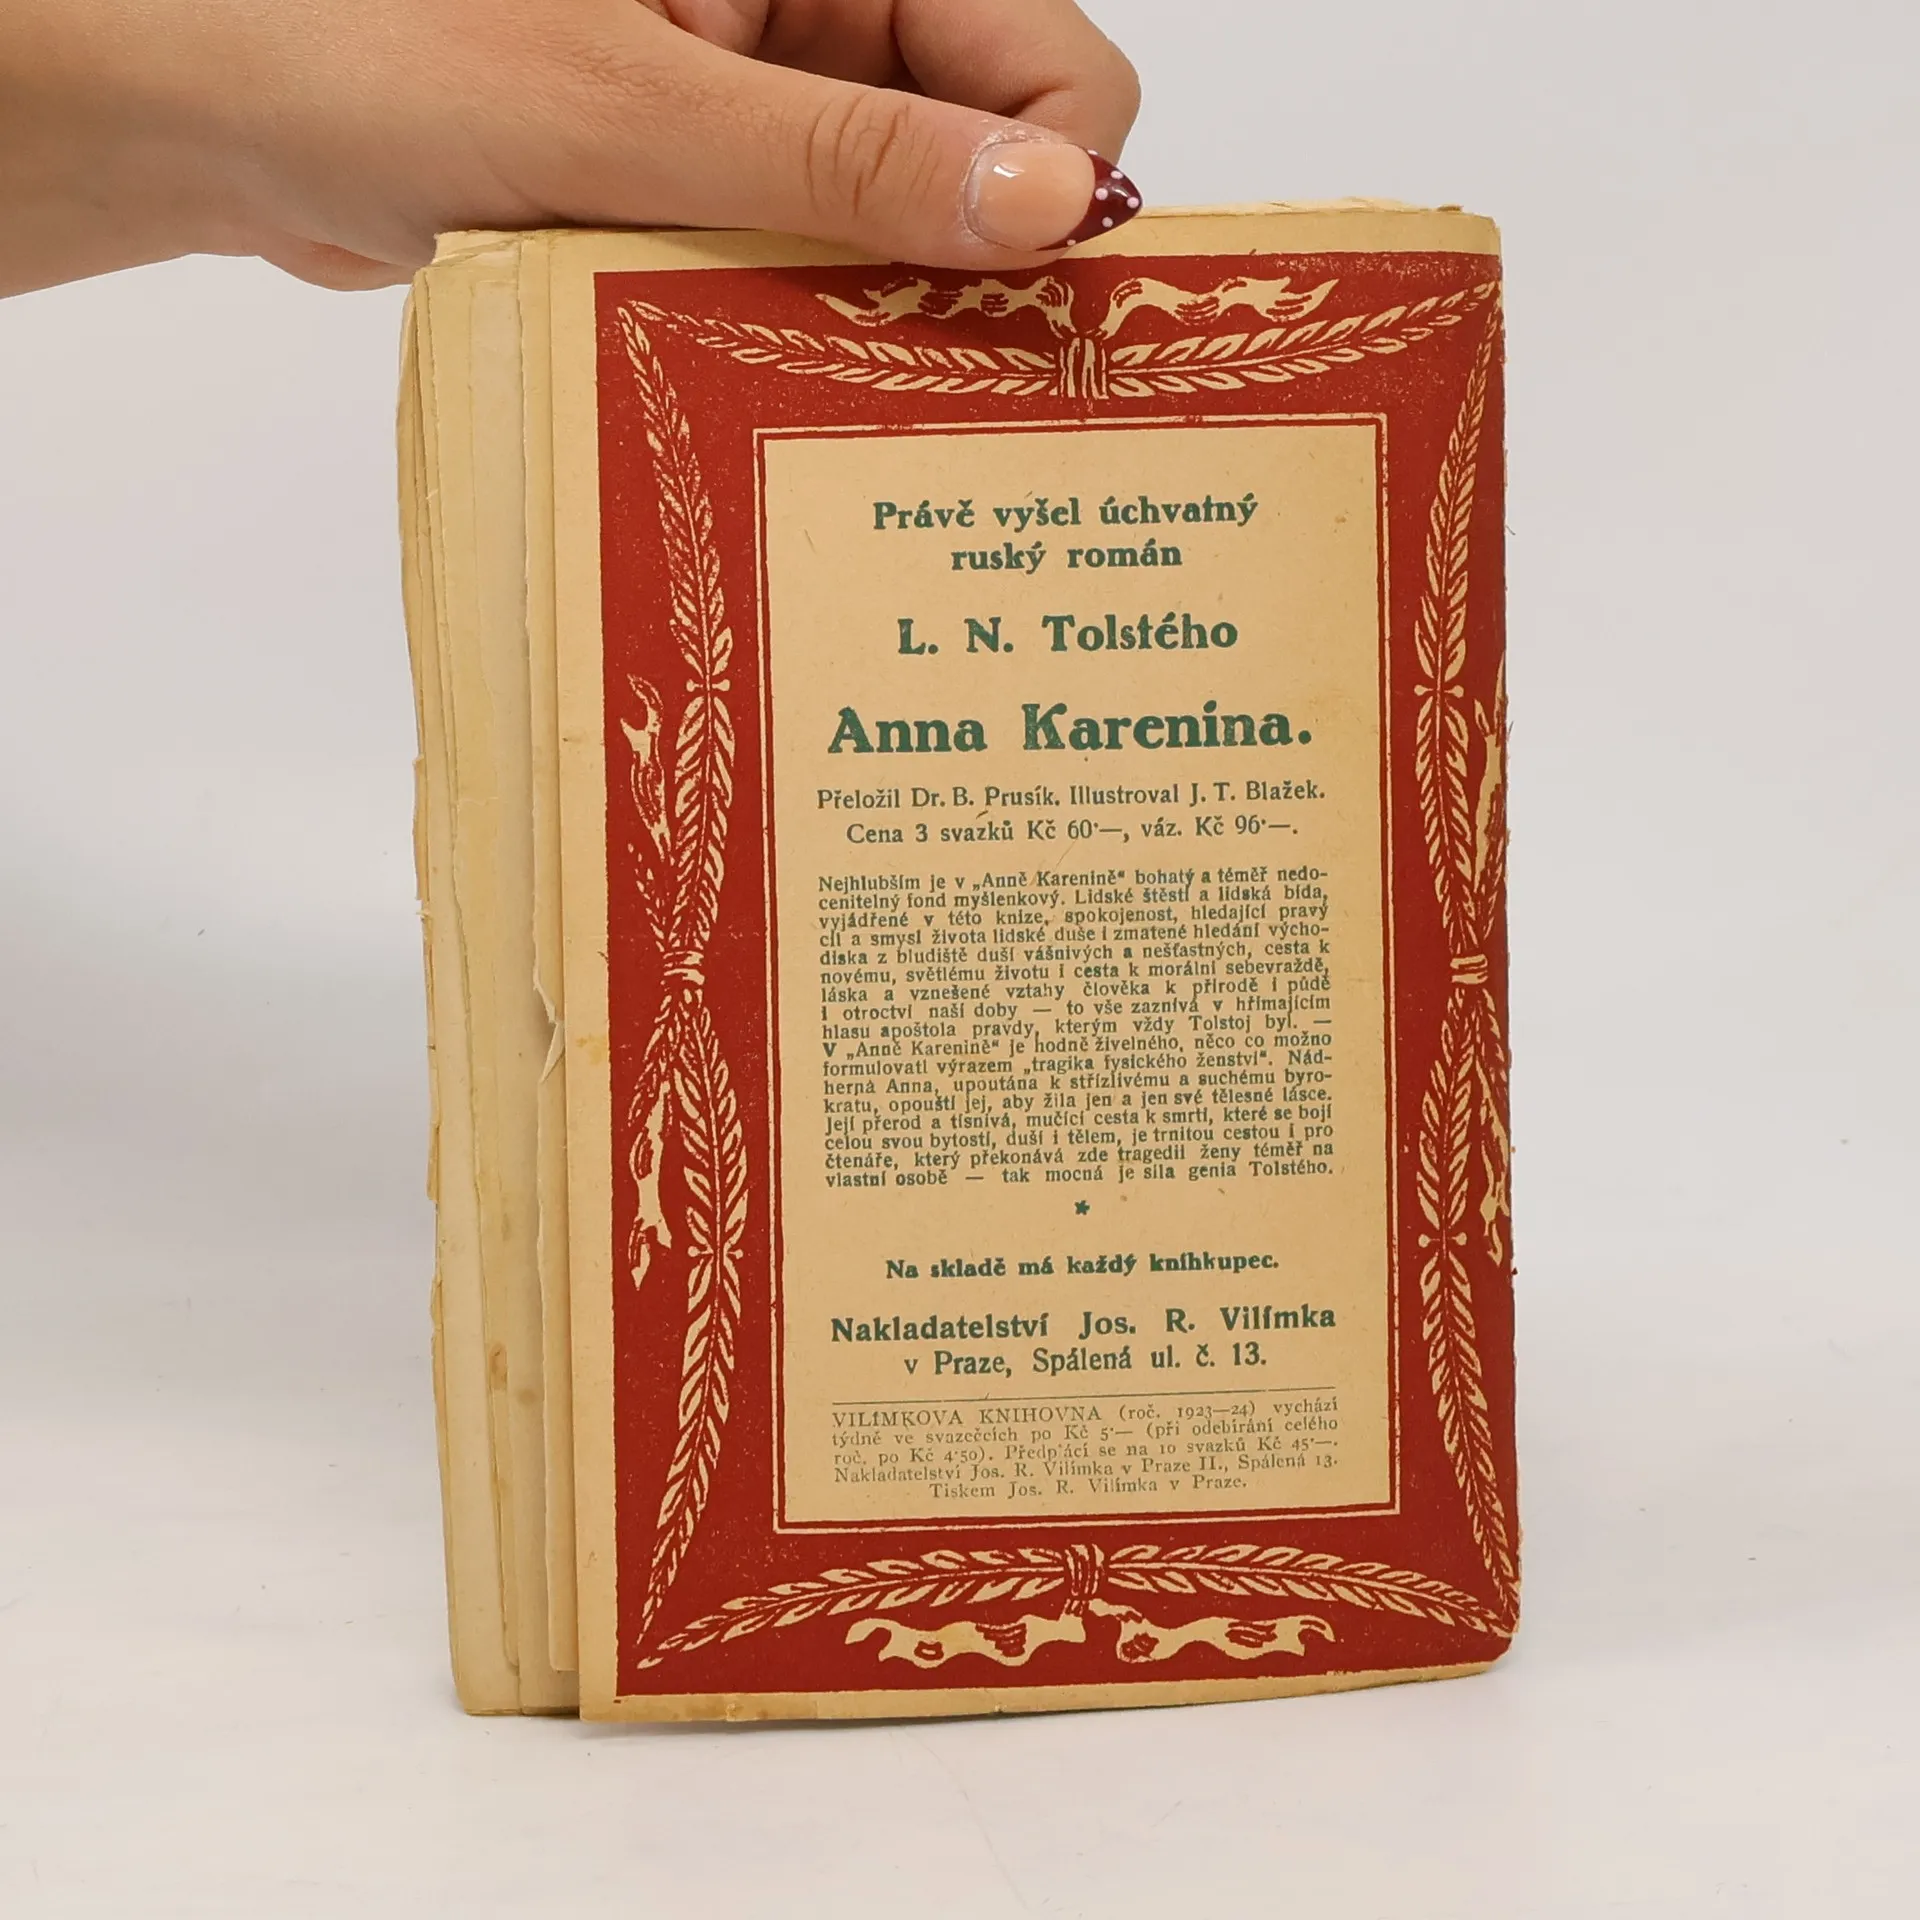 Právě vyšel úchvatný
ruský román
L. N. Tolstého
Anna Karenina.
Přeložil Dr. B. Prusík. Illustroval J. T. Blažek.
Cena 3 svazků Kč 60·—, váz. Kč 96·—.
Nejhlubším je v „Anně Karenině“ bohatý a téměř nedo-
cenitelný fond myšlenkový. Lidské štěstí a lidská bída,
vyjádřené v této knize, spokojenost, hledající pravý
cíl a smysl života lidské duše i zmatené hledání výcho-
diska z bludiště duší vášnivých a nešťastných, cesta k
novému, světlému životu i cesta k morální sebevraždě,
láska a vznešené vztahy člověka k přírodě i půdě
i otroctví naší doby — to vše zaznívá v hřímajícím
hlasu apoštola pravdy, kterým vždy Tolstoj byl. —
V „Anně Karenině“ je hodně živelného, něco co možno
formulovati výrazem „tragika fysického ženství“. Nád-
herná Anna, upoutána k střízlivému a suchému byro-
kratu, opouští jej, aby žila jen a jen své tělesné lásce.
Její přerod a tísnivá, mučící cesta k smrti, které se bojí
celou svou bytostí, duší i tělem, je trnitou cestou i pro
čtenáře, který překonává zde tragedii ženy téměř na
vlastní osobě — tak mocná je síla genia Tolstého.
*
Na skladě má každý knihkupec.
Nakladatelství Jos. R. Vilímka
v Praze, Spálená ul. č. 13.
VILÍMKOVA KNIHOVNA (roč. 1923—24) vychází
týdně ve svazečcích po Kč 5·— (při odebírání celého
roč. po Kč 4·50). Předplácí se na 10 svazků Kč 45·—.
Nakladatelství Jos. R. Vilímka v Praze II., Spálená 13.
Tiskem Jos. R. Vilímka v Praze.